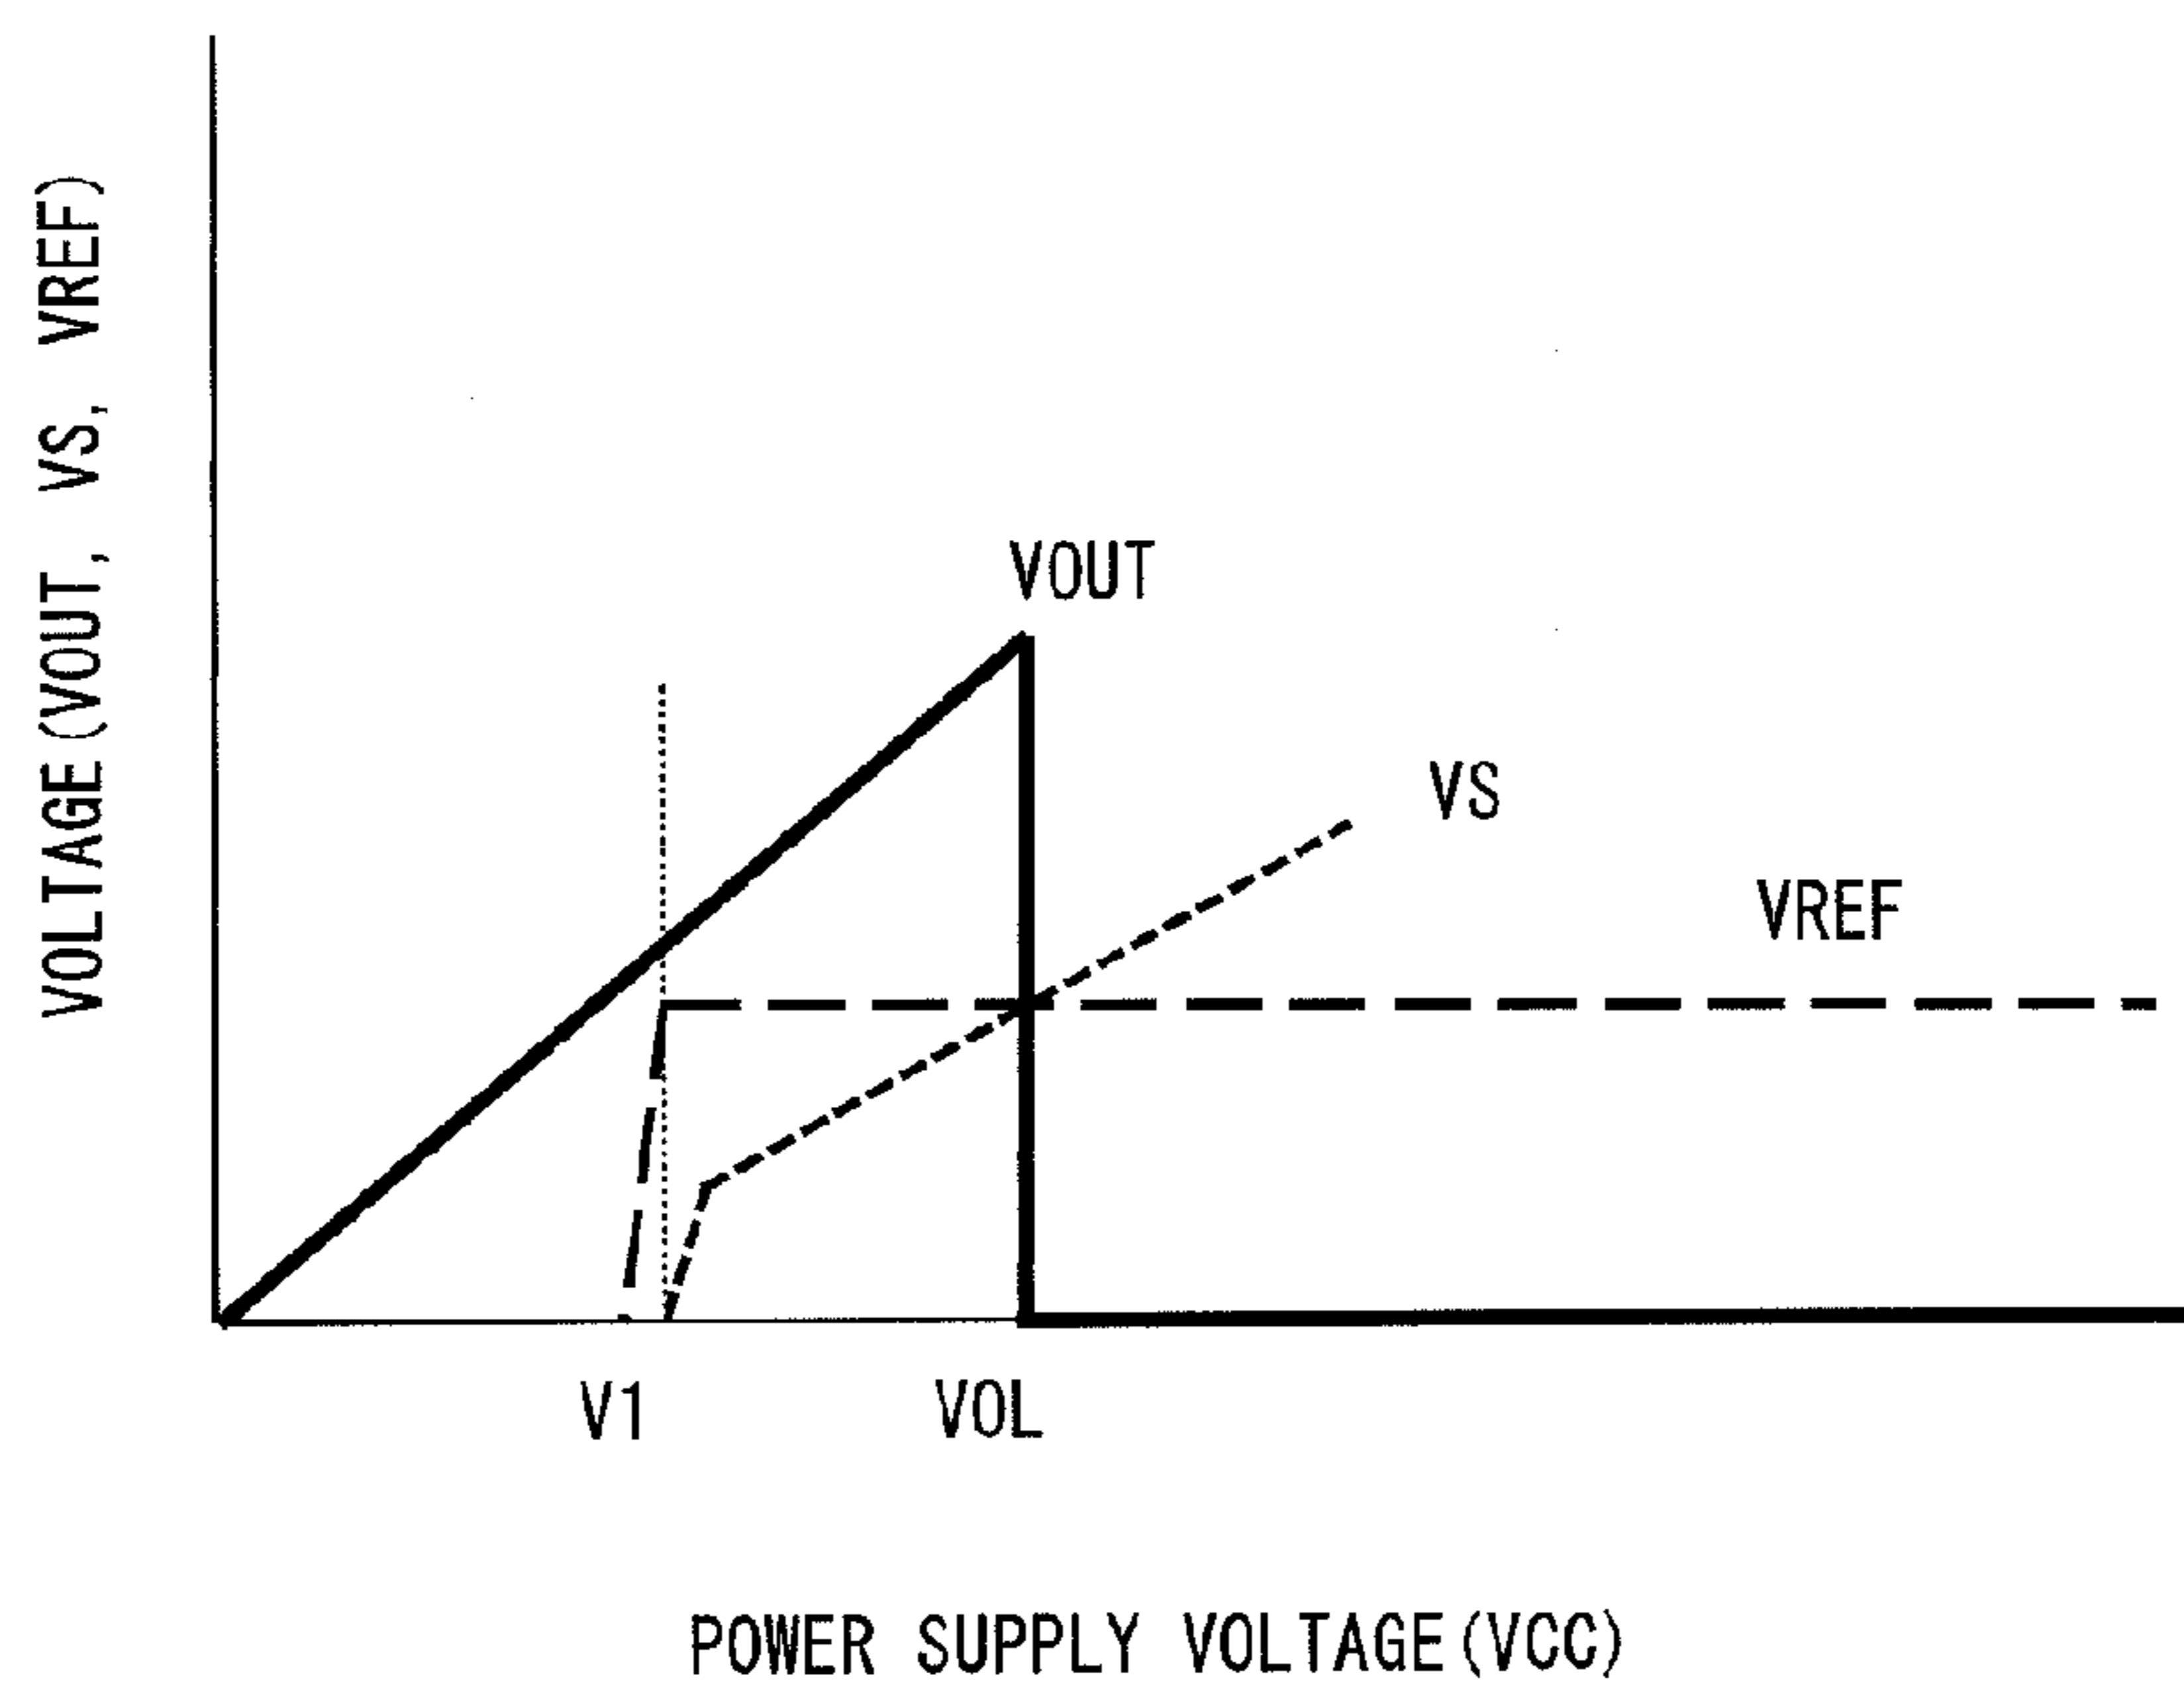 VOLTAGE(VOUT, VS, VREF)
VOUT
VS
VREF
V1
VOL
POWER SUPPLY VOLTAGE(VCC)